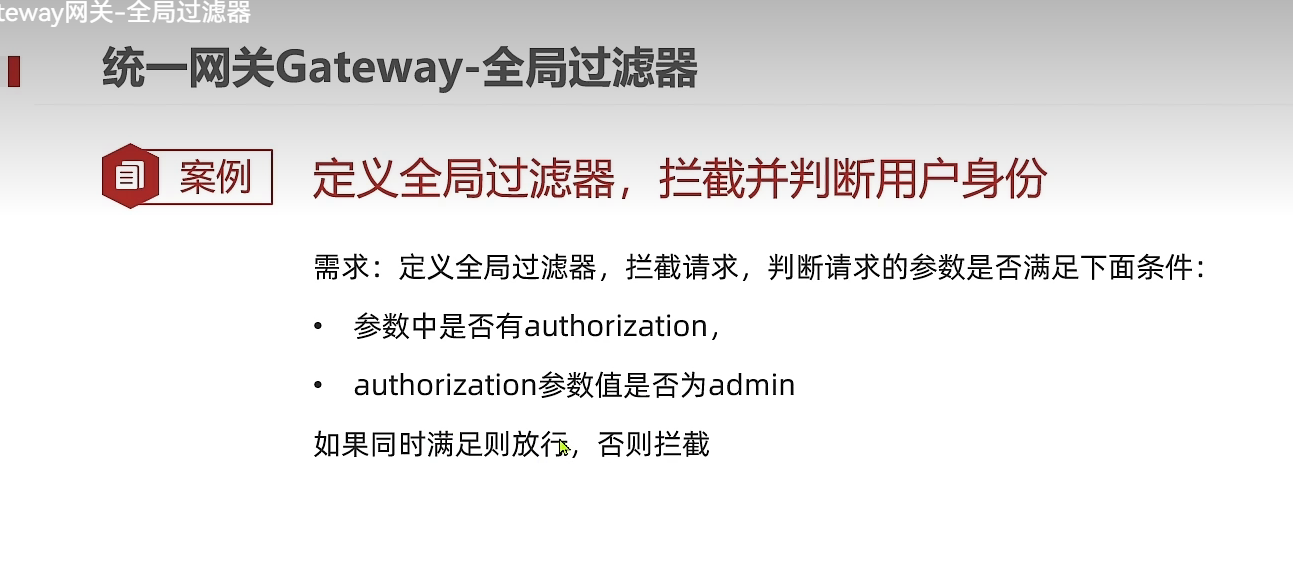 teway网关-全局过滤器
统一网关Gateway-全局过滤器
案例
定义全局过滤器，拦截并判断用户身份
需求：定义全局过滤器，拦截请求，判断请求的参数是否满足下面条件：
• 参数中是否有authorization，
• authorization参数值是否为admin
如果同时满足则放行，否则拦截